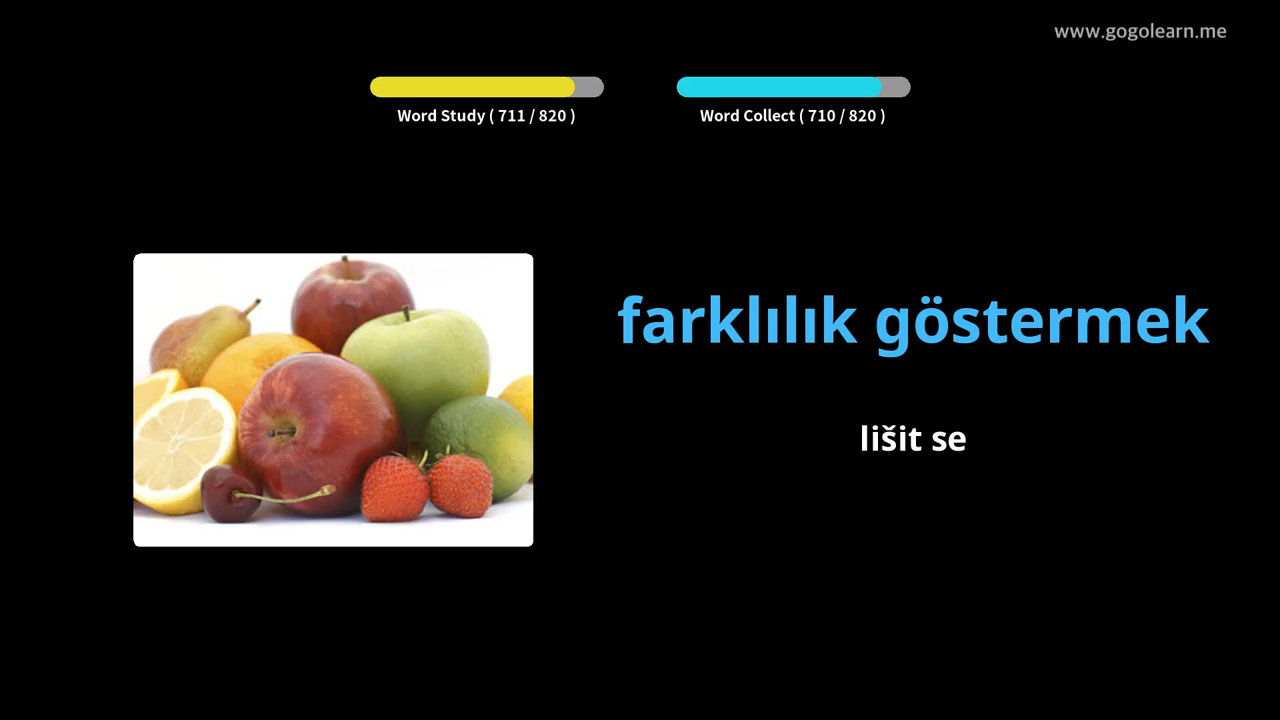 www.gogolearn.me
Word Study ( 711 / 820 )
Word Collect ( 710 / 820 )
farklılık göstermek
lišit se